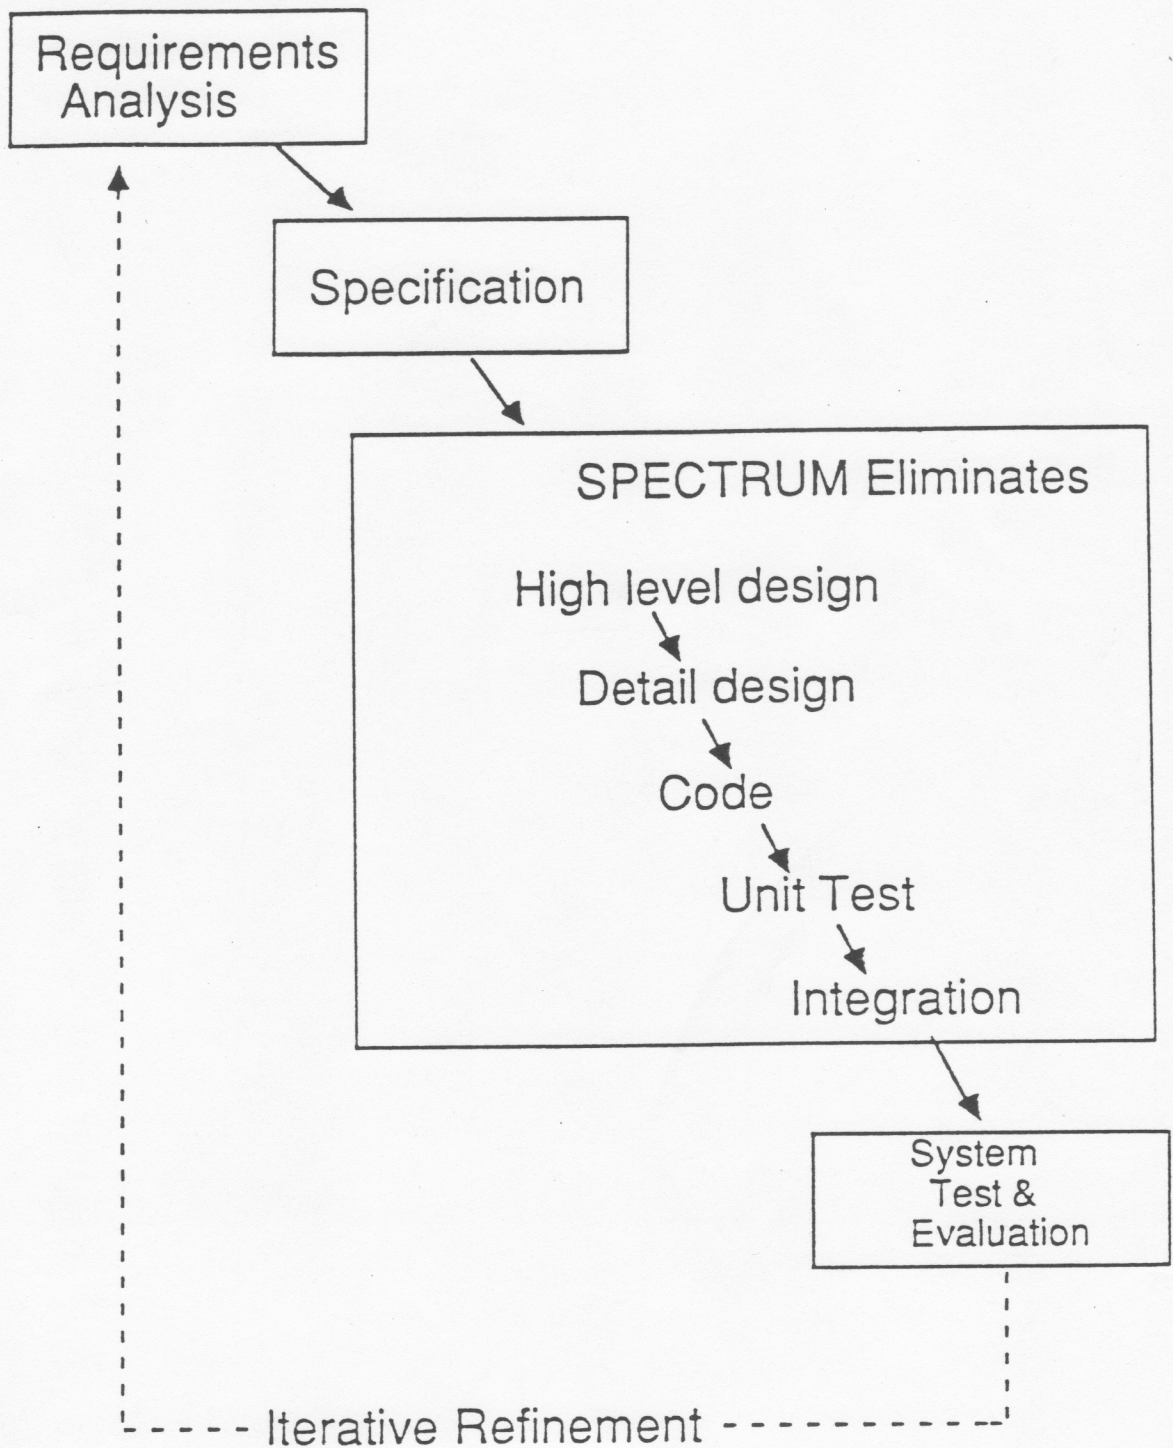 Requirements
Analysis
Specification
SPECTRUM Eliminates
High level design
Detail design
Code
Unit Test
Integration
System
Test &
Evaluation
Iterative Refinement